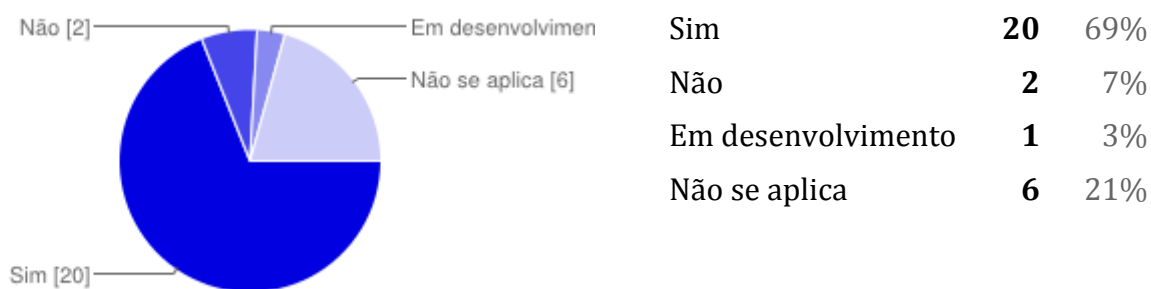 Não [2]
Em desenvolvimen
Não se aplica [6]
Sim [20]
Sim 20 69%
Não 2 7%
Em desenvolvimento 1 3%
Não se aplica 6 21%